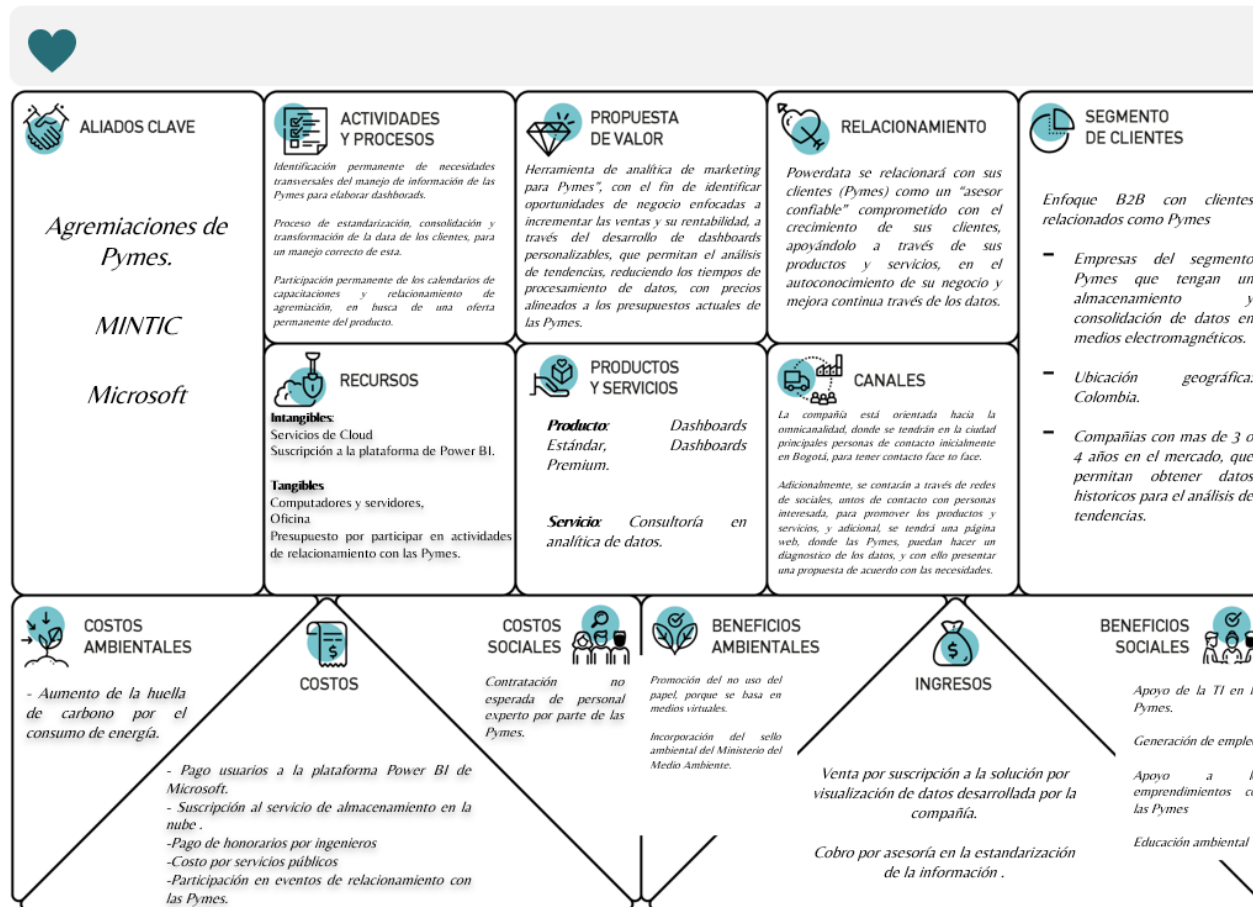 ALIADOS CLAVE
Agremiaciones de
Pymes.
MINTIC
Microsoft
ACTIVIDADES
Y PROCESOS
Identificación permanente de necesidades
transversales del manejo de información de las
Pymes para elaborar dashborads.
Proceso de estandarización, consolidación y
transformación de la data de los clientes, para
un manejo correcto de esta.
Participación permanente de los calendarios de
capacitaciones y relacionamiento de
agremiación, en busca de una oferta
permanente del producto.
RECURSOS
Intangibles:
Servicios de Cloud
Suscripción a la plataforma de Power BI.
Tangibles
Computadores y servidores,
Oficina
Presupuesto por participar en actividades
de relacionamiento con las Pymes.
PROPUESTA
DE VALOR
Herramienta de analítica de marketing
para Pymes”, con el fin de identificar
oportunidades de negocio enfocadas a
incrementar las ventas y su rentabilidad, a
través del desarrollo de dashboards
personalizables, que permitan el análisis
de tendencias, reduciendo los tiempos de
procesamiento de datos, con precios
alineados a los presupuestos actuales de
las Pymes.
PRODUCTOS
Y SERVICIOS
Producto: Dashboards
Estándar, Dashboards
Premium.
Servicio: Consultoría en
analítica de datos.
RELACIONAMIENTO
Powerdata se relacionará con sus
clientes (Pymes) como un “asesor
confiable” comprometido con el
crecimiento de sus clientes,
apoyándolo a través de sus
productos y servicios, en el
autoconocimiento de su negocio y
mejora continua través de los datos.
CANALES
La compañía está orientada hacia la
omnicanalidad, donde se tendrán en la ciudad
principales personas de contacto inicialmente
en Bogotá, para tener contacto face to face.
Adicionalmente, se contarán a través de redes
de sociales, untos de contacto con personas
interesada, para promover los productos y
servicios, y adicional, se tendrá una página
web, donde las Pymes, puedan hacer un
diagnostico de los datos, y con ello presentar
una propuesta de acuerdo con las necesidades.
SEGMENTO
DE CLIENTES
Enfoque B2B con clientes
relacionados como Pymes
- Empresas del segmento
Pymes que tengan un
almacenamiento y
consolidación de datos en
medios electromagnéticos.
- Ubicación geográfica:
Colombia.
- Compañias con mas de 3 o
4 años en el mercado, que
permitan obtener datos
historicos para el análisis de
tendencias.
COSTOS
AMBIENTALES
- Aumento de la huella
de carbono por el
consumo de energía.
COSTOS
- Pago usuarios a la plataforma Power BI de
Microsoft.
- Suscripción al servicio de almacenamiento en la
nube .
-Pago de honorarios por ingenieros
-Costo por servicios públicos
-Participación en eventos de relacionamiento con
las Pymes.
COSTOS
SOCIALES
Contratación no
esperada de personal
experto por parte de las
Pymes.
BENEFICIOS
AMBIENTALES
Promoción del no uso del
papel, porque se basa en
medios virtuales.
Incorporación del sello
ambiental del Ministerio del
Medio Ambiente.
INGRESOS
Venta por suscripción a la solución por
visualización de datos desarrollada por la
compañía.
Cobro por asesoría en la estandarización
de la información .
BENEFICIOS
SOCIALES
Apoyo de la TI en
Pymes.
Generación de
Apoyo a
emprendimientos
las Pymes
Educación ambiental